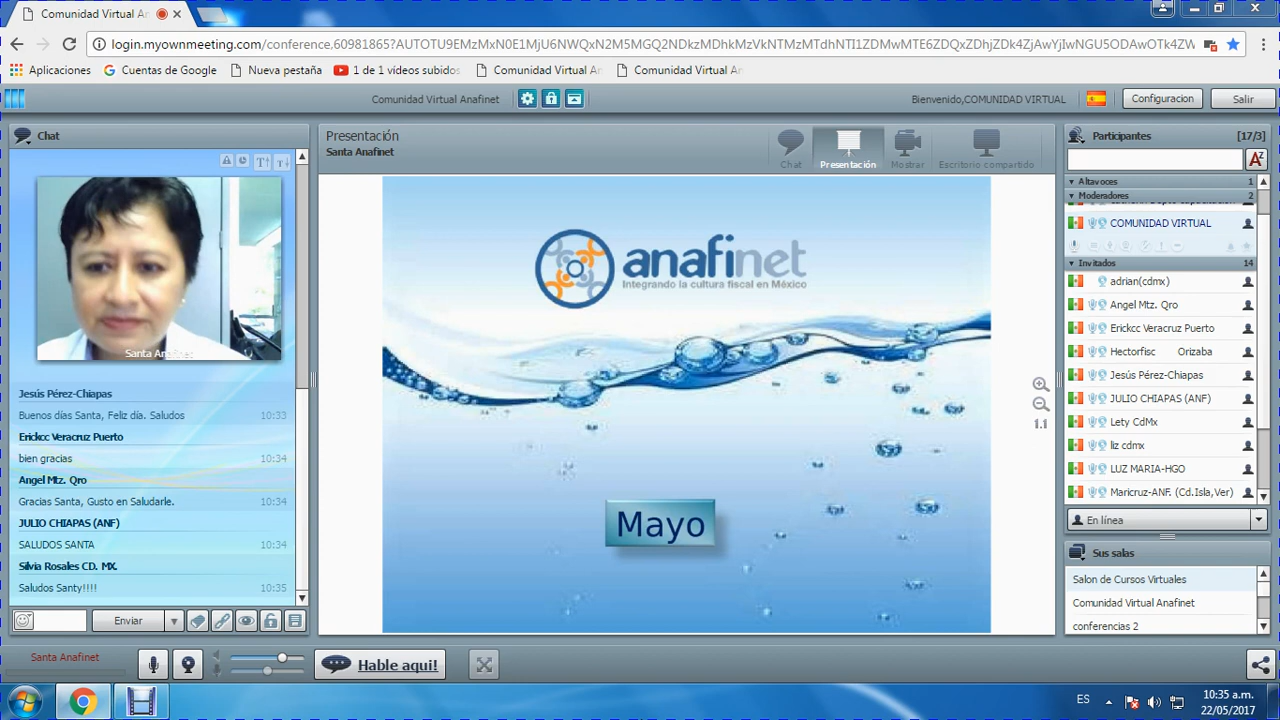 Comunidad Virtual An
login.myownmeeting.com/conference.60981865?AUTOTU9EMzMxN0E1MjU6NWQxN2M5MGQ2NDkzMDhkMzVkNTMzMTdhNTI1ZDMwMTE6ZDQxZDhjZDk4ZjAwYjIwNGU5ODAwOTk4ZW
Aplicaciones
Cuentas de Google
Nueva pestaña
1 de 1 vídeos subidos
Comunidad Virtual An
Comunidad Virtual An
Comunidad Virtual Anafinet
Bienvenido,COMUNIDAD VIRTUAL
Configuracion
Salir
Chat
Santa Anafinet
Jesús Pérez-Chiapas
Buenos días Santa, Feliz día. Saludos 10:33
Erickcc Veracruz Puerto
bien gracias 10:34
Angel Mtz. Qro
Gracias Santa, Gusto en Saludarle. 10:34
JULIO CHIAPAS (ANF)
SALUDOS SANTA 10:34
Silvia Rosales CD. MX.
Saludos Santy!!!! 10:35
Enviar
Presentación
Santa Anafinet
Chat
Presentación
Mostrar
Escritorio compartido
anafinet
Integrando la cultura fiscal en México
Mayo
1.1
Participantes [17/3]
Altavoces 1
Moderadores 2
COMUNIDAD VIRTUAL
Invitados 14
adrian(cdmx)
Angel Mtz. Qro
Erickcc Veracruz Puerto
Hectorfisc Orizaba
Jesús Pérez-Chiapas
JULIO CHIAPAS (ANF)
Lety CdMx
liz cdmx
LUZ MARIA-HGO
Maricruz-ANF. (Cd.Isla,Ver)
En línea
Sus salas
Salon de Cursos Virtuales
Comunidad Virtual Anafinet
conferencias 2
Santa Anafinet
Hable aqui!
ES
10:35 a.m.
22/05/2017